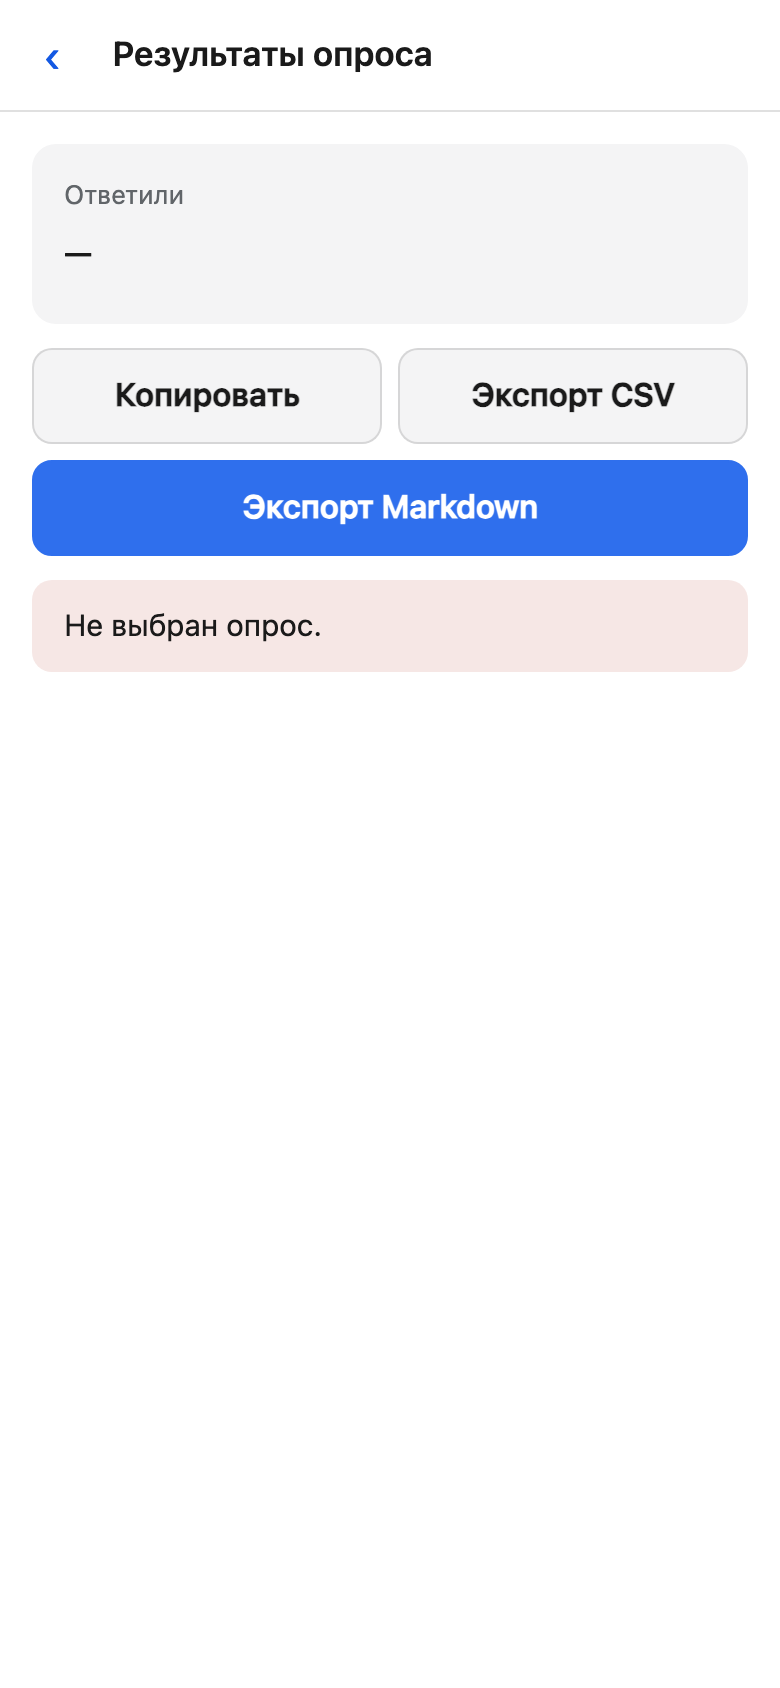 Результаты опроса
Ответили
—
Копировать
Экспорт CSV
Экспорт Markdown
Не выбран опрос.